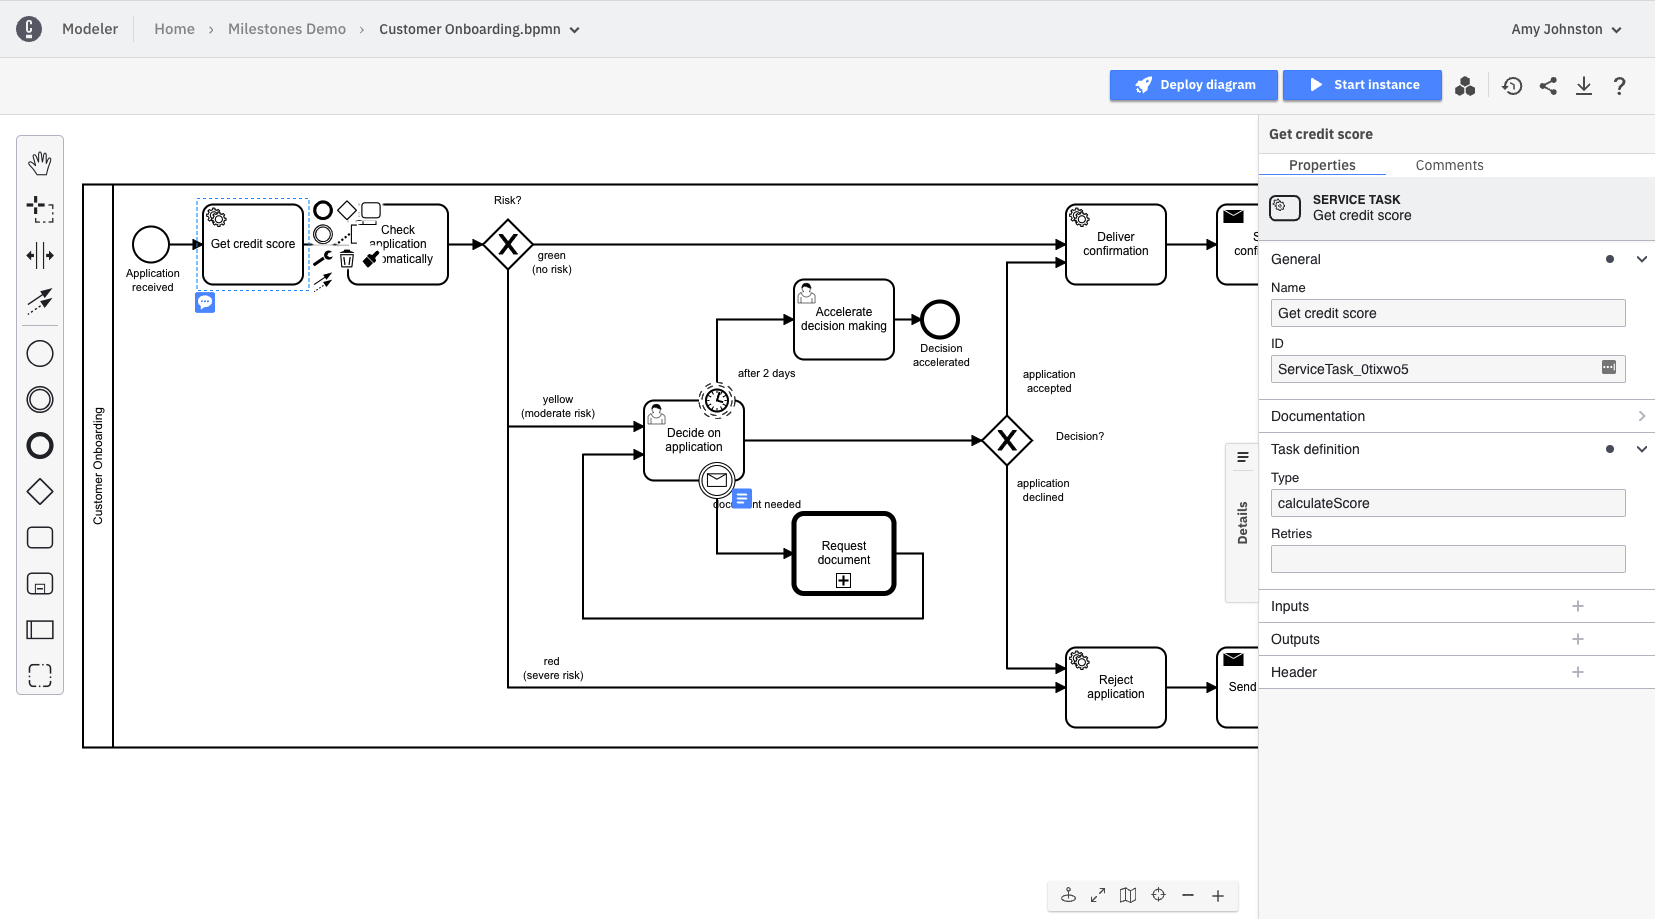 Modeler
Home
Milestones Demo
Customer Onboarding.bpmn
Amy Johnston
Deploy diagram
Start instance
Get credit score
Properties
Comments
SERVICE TASK
Get credit score
General
Name
Get credit score
ID
ServiceTask_0tixwo5
Documentation
Task definition
Type
calculateScore
Retries
Inputs
Outputs
Header
Details
Customer Onboarding
Application
received
Get credit score
Check
application
omatically
Risk?
green
(no risk)
yellow
(moderate risk)
red
(severe risk)
Accelerate
decision making
Decision
accelerated
after 2 days
Decide on
application
nt needed
Request
document
application
accepted
Decision?
application
declined
Deliver
confirmation
S
conf
Reject
application
Send